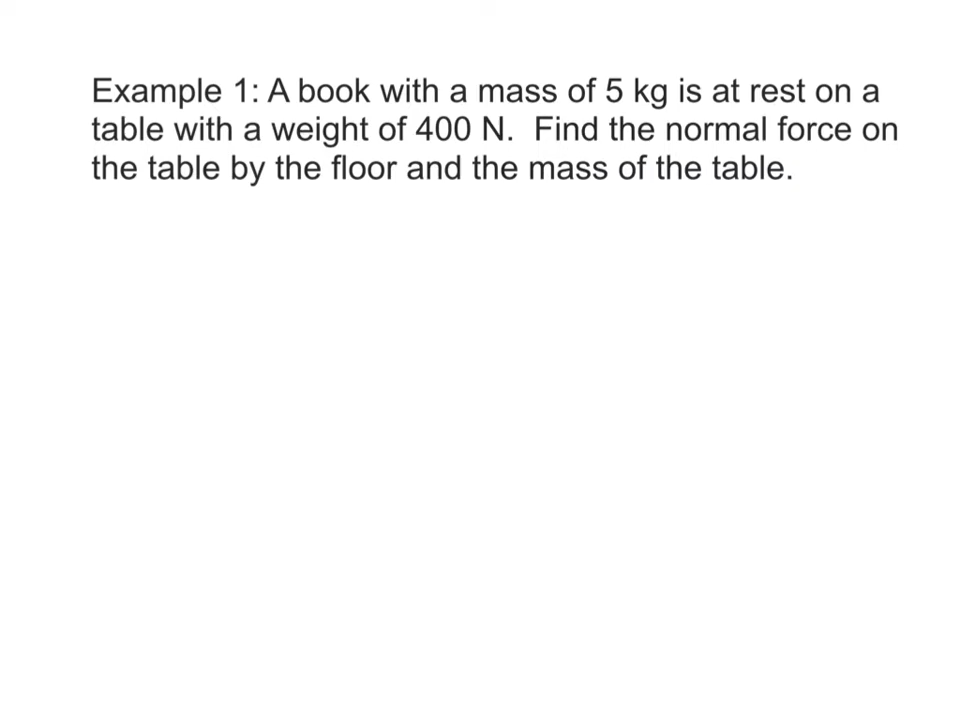 Example 1: A book with a mass of 5 kg is at rest on a
table with a weight of 400 N.  Find the normal force on
the table by the floor and the mass of the table.